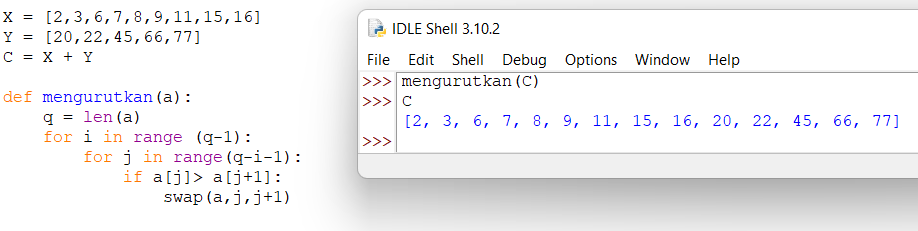 X = [2,3,6,7,8,9,11,15,16]
Y = [20,22,45,66,77]
C = X + Y
def mengurutkan(a):
    q = len(a)
    for i in range (q-1):
        for j in range(q-i-1):
            if a[j]> a[j+1]:
                swap(a,j,j+1)
IDLE Shell 3.10.2
File Edit Shell Debug Options Window Help
>>> mengurutkan(C)
>>> C
[2, 3, 6, 7, 8, 9, 11, 15, 16, 20, 22, 45, 66, 77]
>>>